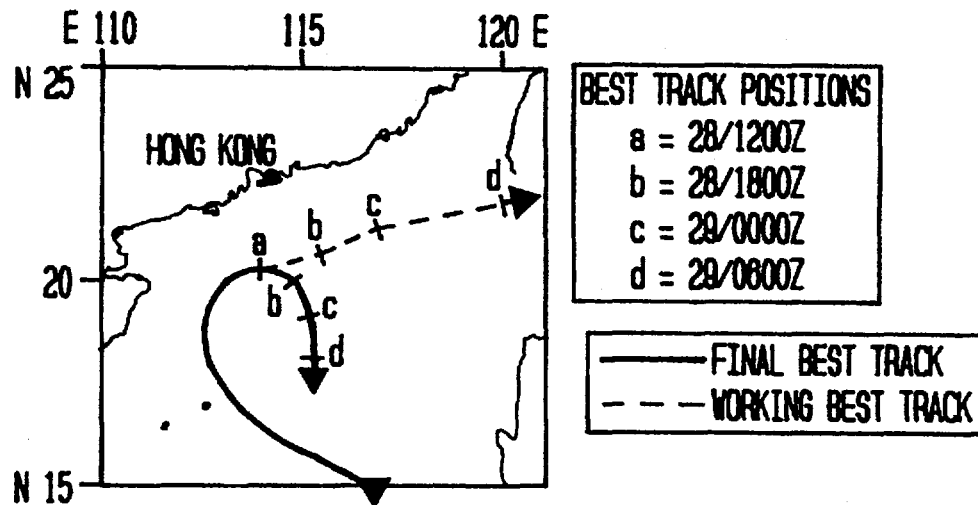 E 110 115 120 E
N 25
HONG KONG
a
b
c
d
20
b
c
d
N 15
BEST TRACK POSITIONS
a = 28/1200Z
b = 28/1800Z
c = 29/0000Z
d = 29/0600Z
FINAL BEST TRACK
WORKING BEST TRACK